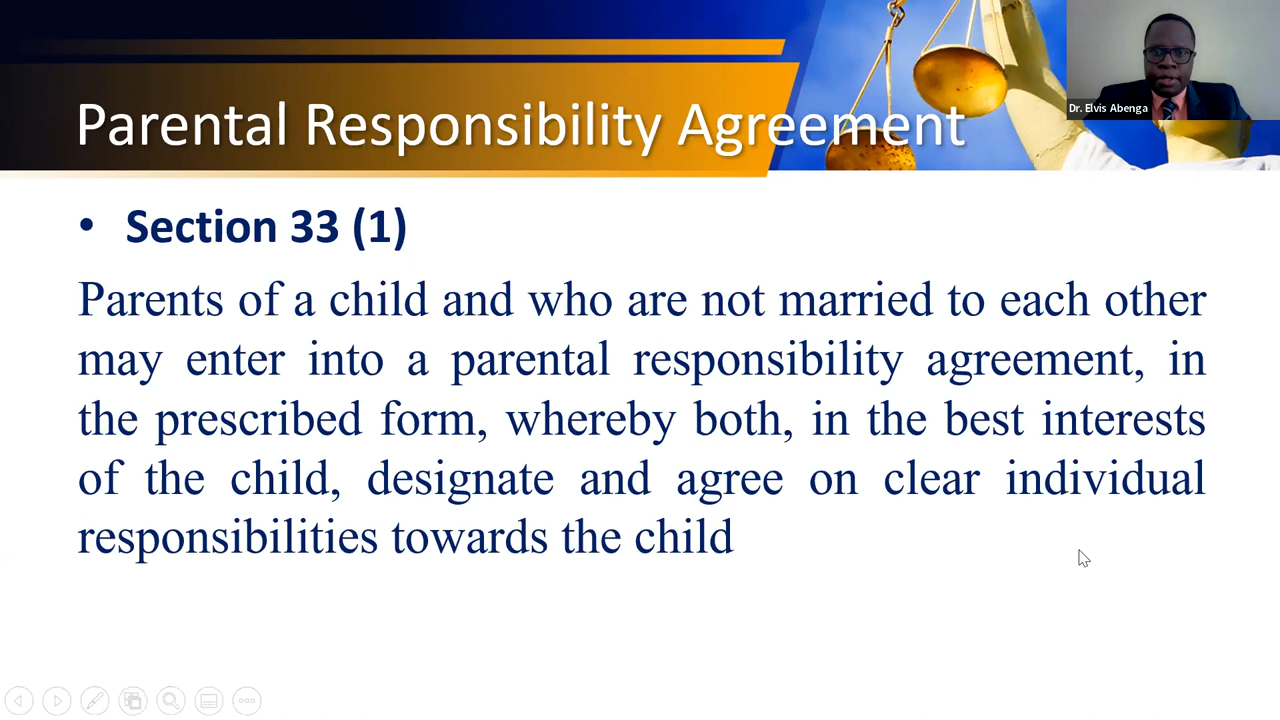 Dr. Elvis Abenga
Parental Responsibility Agreement
• Section 33 (1)
Parents of a child and who are not married to each other
may enter into a parental responsibility agreement, in
the prescribed form, whereby both, in the best interests
of the child, designate and agree on clear individual
responsibilities towards the child